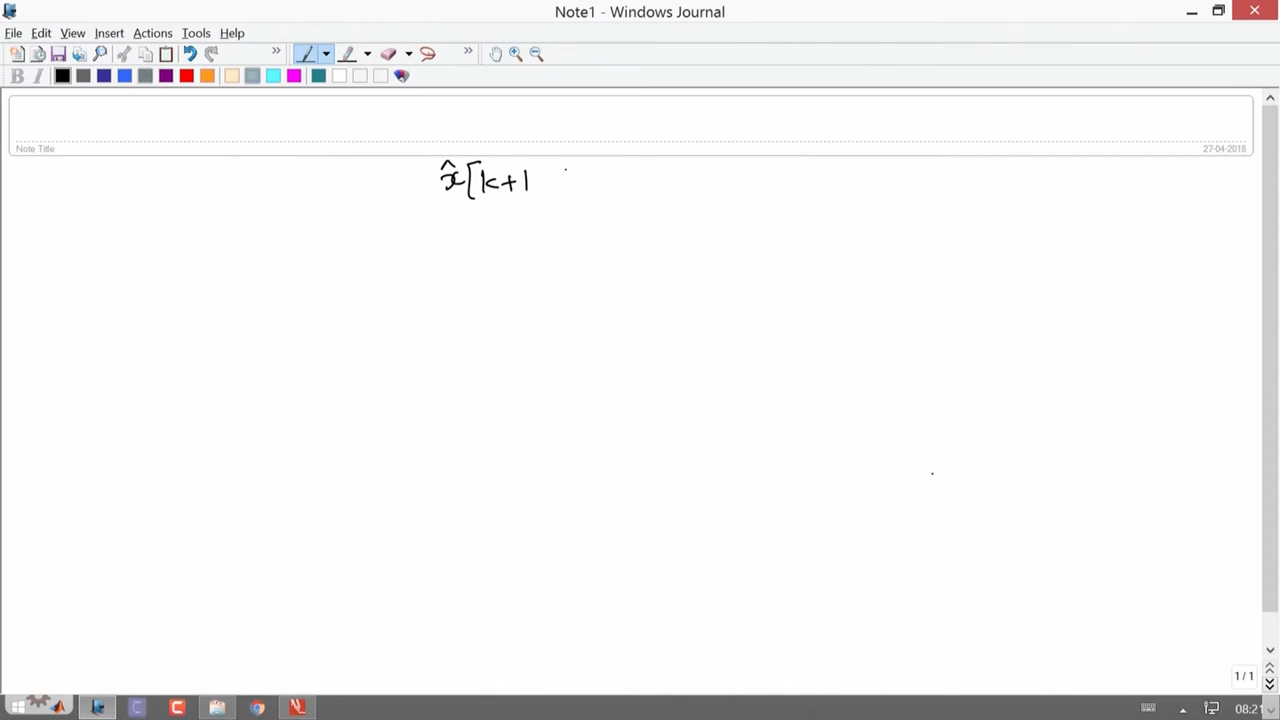 Note1 - Windows Journal
File Edit View Insert Actions Tools Help
B I
Note Title
27-04-2018
x̂[k+1
1 / 1
08:21